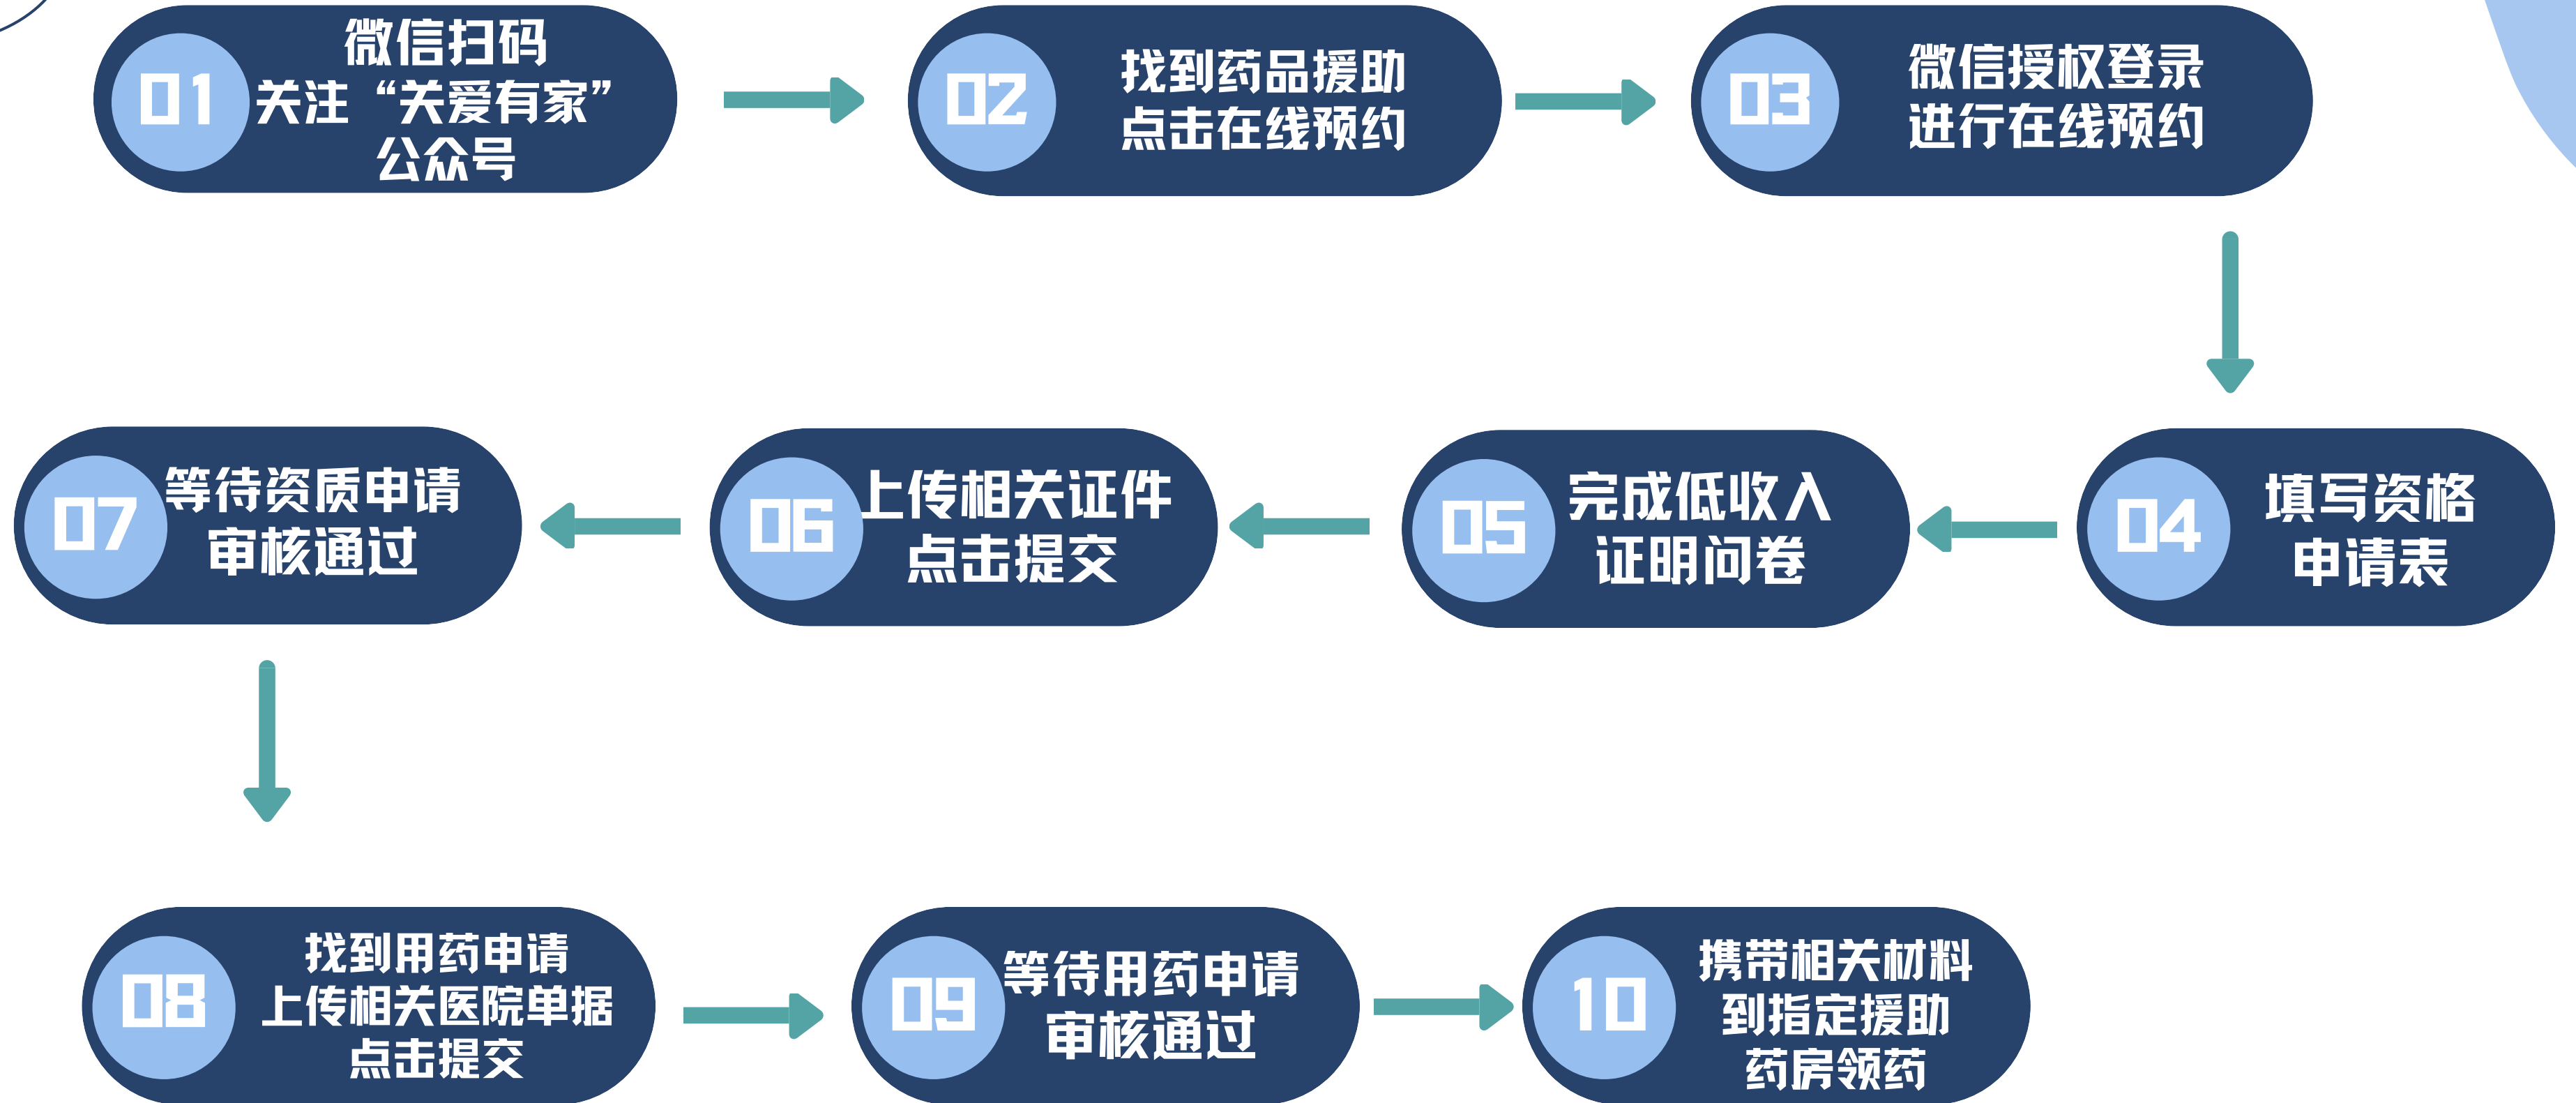 01
微信扫码
关注“关爱有家”
公众号
02
找到药品援助
点击在线预约
03
微信授权登录
进行在线预约
04
填写资格
申请表
05
完成低收入
证明问卷
06
上传相关证件
点击提交
07
等待资质申请
审核通过
08
找到用药申请
上传相关医院单据
点击提交
09
等待用药申请
审核通过
10
携带相关材料
到指定援助
药房领药